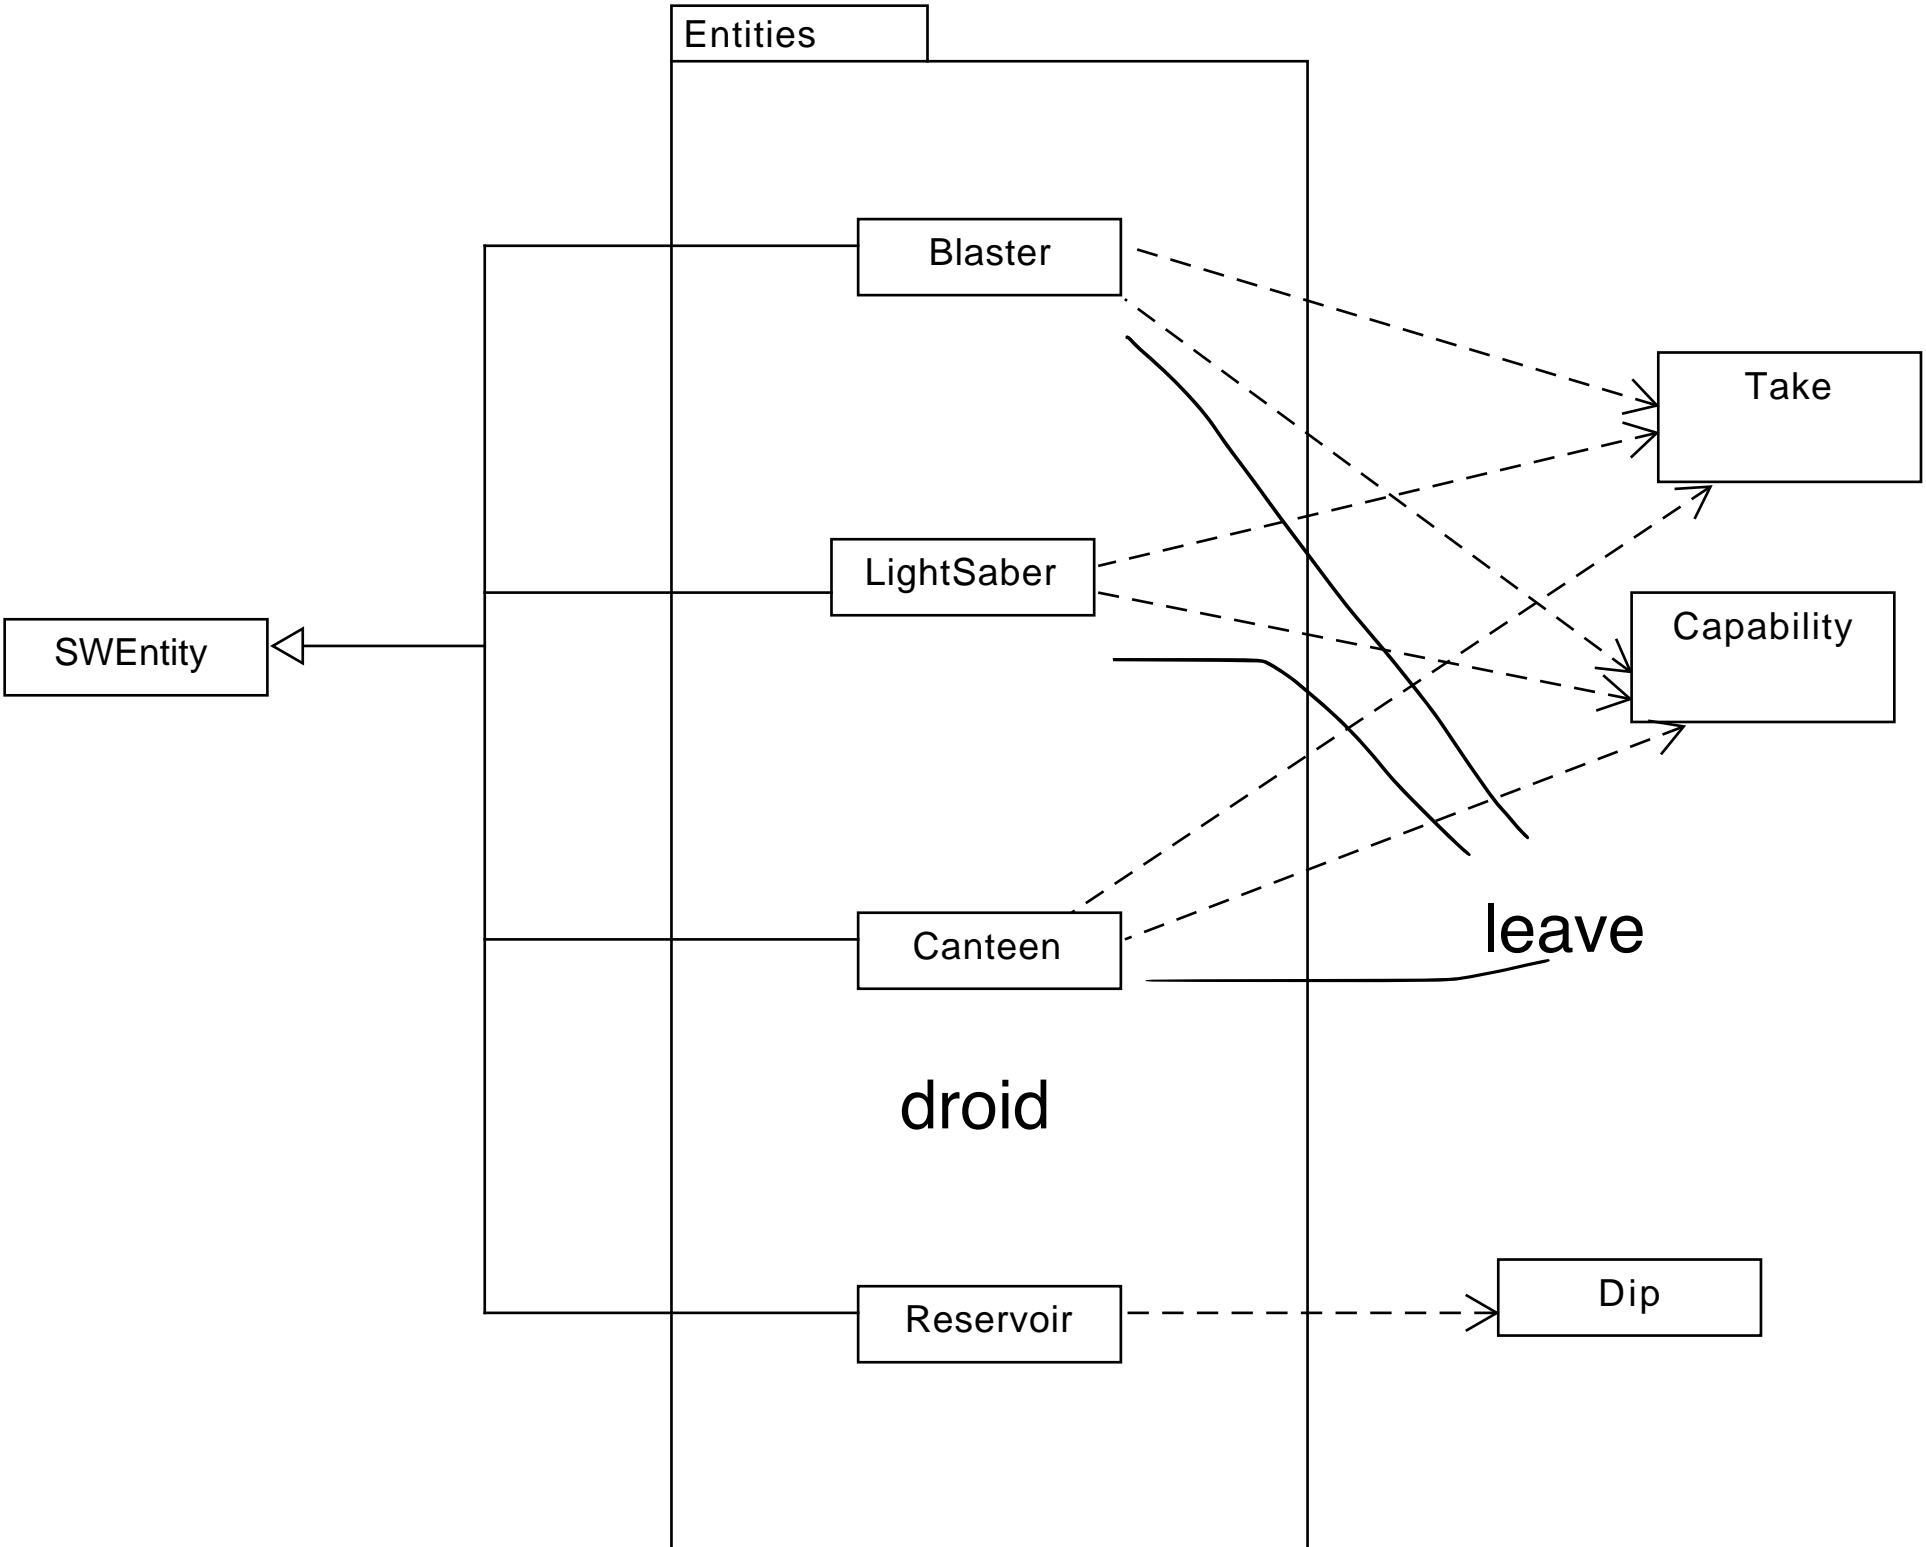 Entities
Blaster
Take
LightSaber
Capability
SWEntity
leave
Canteen
droid
Dip
Reservoir